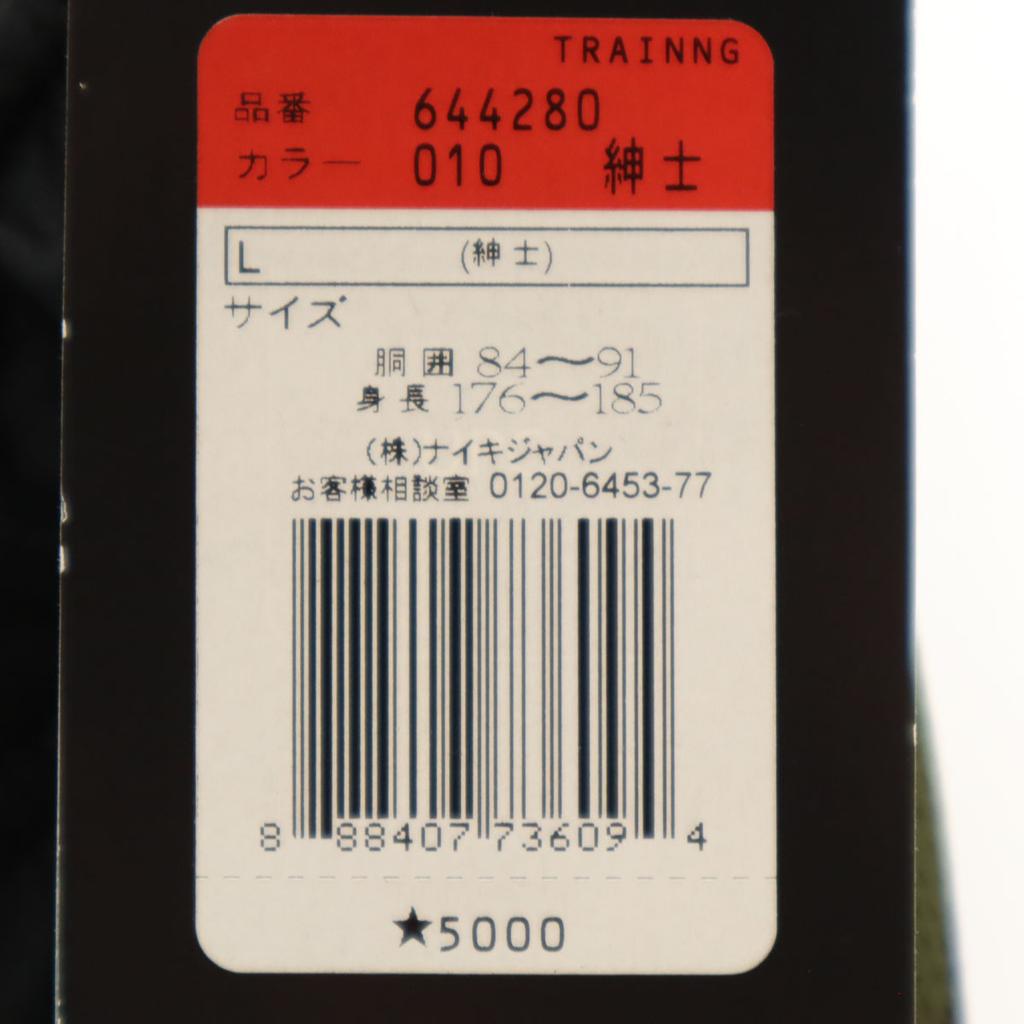 TRAINNG
品番 644280
カラー 010 紳士
L (紳士)
サイズ
胴囲 84〜91
身長 176〜185
(株)ナイキジャパン
お客様相談室 0120-6453-77
8 88407 73609 4
★5000